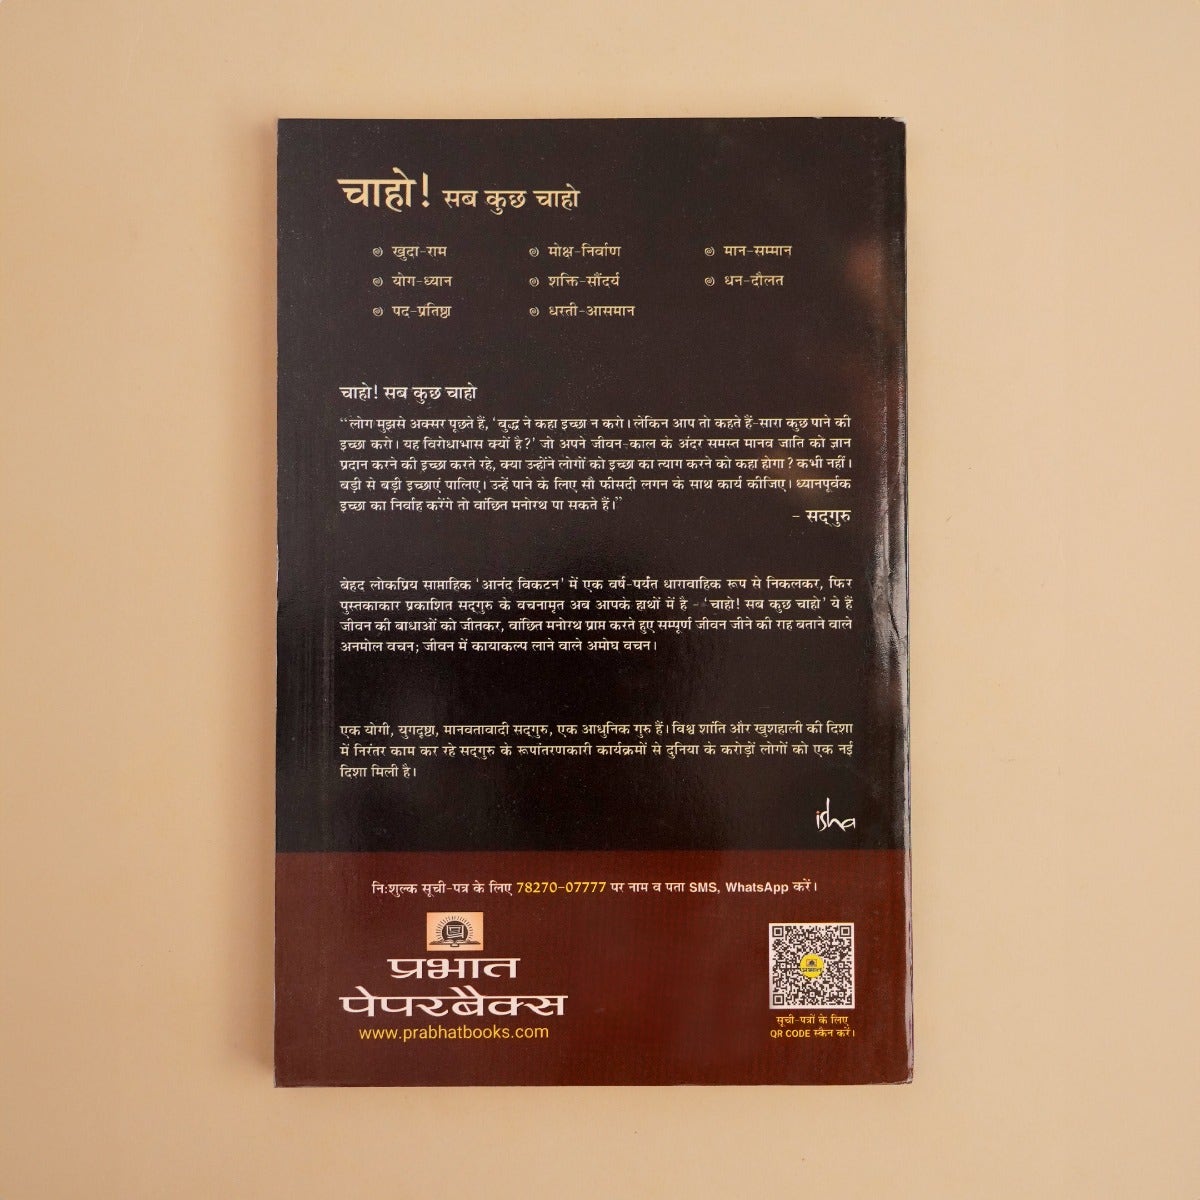 चाहो! सब कुछ चाहो
खुदा-राम मोक्ष-निर्वाण मान-सम्मान
योग-ध्यान शक्ति-सौंदर्य धन-दौलत
पद-प्रतिष्ठा धरती-आसमान
चाहो! सब कुछ चाहो
‘‘लोग मुझसे अक्सर पूछते हैं, ‘बुद्ध ने कहा इच्छा न करो। लेकिन आप तो कहते हैं-सारा कुछ पाने की
इच्छा करो। यह विरोधाभास क्यों है?’ जो अपने जीवन-काल के अंदर समस्त मानव जाति को ज्ञान
प्रदान करने की इच्छा करते रहे, क्या उन्होंने लोगों को इच्छा का त्याग करने को कहा होगा? कभी नहीं।
बड़ी से बड़ी इच्छाएं पालिए। उन्हें पाने के लिए सौ फीसदी लगन के साथ कार्य कीजिए। ध्यानपूर्वक
इच्छा का निर्वाह करेंगे तो वांछित मनोरथ पा सकते हैं।’’
- सद्‌गुरु
बेहद लोकप्रिय साप्ताहिक ‘आनंद विकटन’ में एक वर्ष-पर्यंत धारावाहिक रूप से निकलकर, फिर
पुस्तकाकार प्रकाशित सद्‌गुरु के वचनामृत अब आपके हाथों में है - ‘चाहो! सब कुछ चाहो’ ये हैं
जीवन की बाधाओं को जीतकर, वांछित मनोरथ प्राप्त करते हुए सम्पूर्ण जीवन जीने की राह बताने वाले
अनमोल वचन; जीवन में कायाकल्प लाने वाले अमोघ वचन।
एक योगी, युगदृष्टा, मानवतावादी सद्‌गुरु, एक आधुनिक गुरु हैं। विश्व शांति और खुशहाली की दिशा
में निरंतर काम कर रहे सद्‌गुरु के रूपांतरणकारी कार्यक्रमों से दुनिया के करोड़ों लोगों को एक नई
दिशा मिली है।
isha
नि:शुल्क सूची-पत्र के लिए 78270-07777 पर नाम व पता SMS, WhatsApp करें।
प्रभात
पेपरबैक्स
www.prabhatbooks.com
प्रभात
सूची-पत्रों के लिए
QR CODE स्कैन करें।